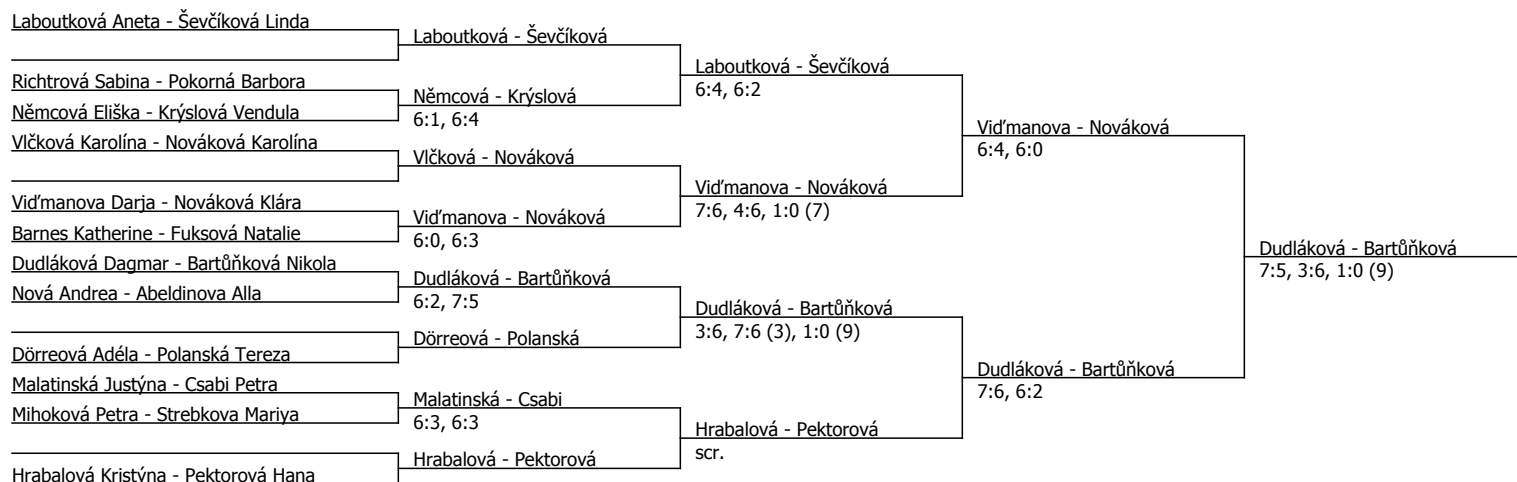 Laboutková Aneta - Ševčíková Linda
Richtrová Sabina - Pokorná Barbora
Němcová Eliška - Krýslová Vendula
Vlčková Karolína - Nováková Karolína
Viďmanova Darja - Nováková Klára
Barnes Katherine - Fuksová Natalie
Dudláková Dagmar - Bartůňková Nikola
Nová Andrea - Abeldinova Alla
Dörreová Adéla - Polanská Tereza
Malatinská Justýna - Csabi Petra
Mihoková Petra - Strebkova Mariya
Hrabalová Kristýna - Pektorová Hana
Laboutková - Ševčíková
Němcová - Krýslová
6:1, 6:4
Vlčková - Nováková
Viďmanova - Nováková
6:0, 6:3
Dudláková - Bartůňková
6:2, 7:5
Dörreová - Polanská
Malatinská - Csabi
6:3, 6:3
Hrabalová - Pektorová
Laboutková - Ševčíková
6:4, 6:2
Viďmanova - Nováková
7:6, 4:6, 1:0 (7)
Dudláková - Bartůňková
3:6, 7:6 (3), 1:0 (9)
Hrabalová - Pektorová
scr.
Viďmanova - Nováková
6:4, 6:0
Dudláková - Bartůňková
7:6, 6:2
Dudláková - Bartůňková
7:5, 3:6, 1:0 (9)